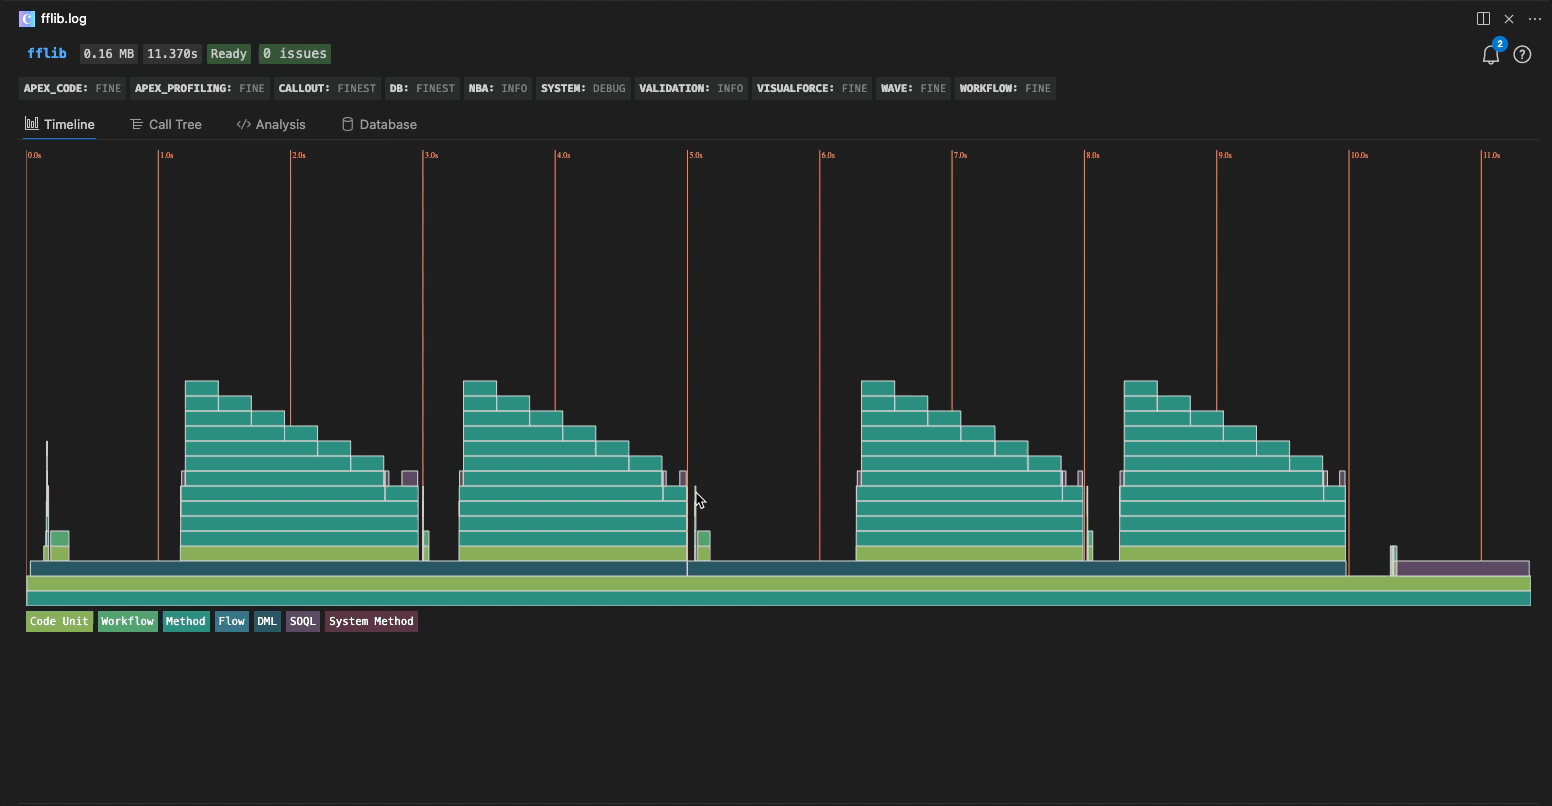 fflib.log
fflib 0.16 MB 11.370s Ready 0 issues 2
APEX_CODE: FINE APEX_PROFILING: FINE CALLOUT: FINEST DB: FINEST NBA: INFO SYSTEM: DEBUG VALIDATION: INFO VISUALFORCE: FINE WAVE: FINE WORKFLOW: FINE
Timeline Call Tree Analysis Database
0.0s 1.0s 2.0s 3.0s 4.0s 5.0s 6.0s 7.0s 8.0s 9.0s 10.0s 11.0s
Code Unit Workflow Method Flow DML SOQL System Method